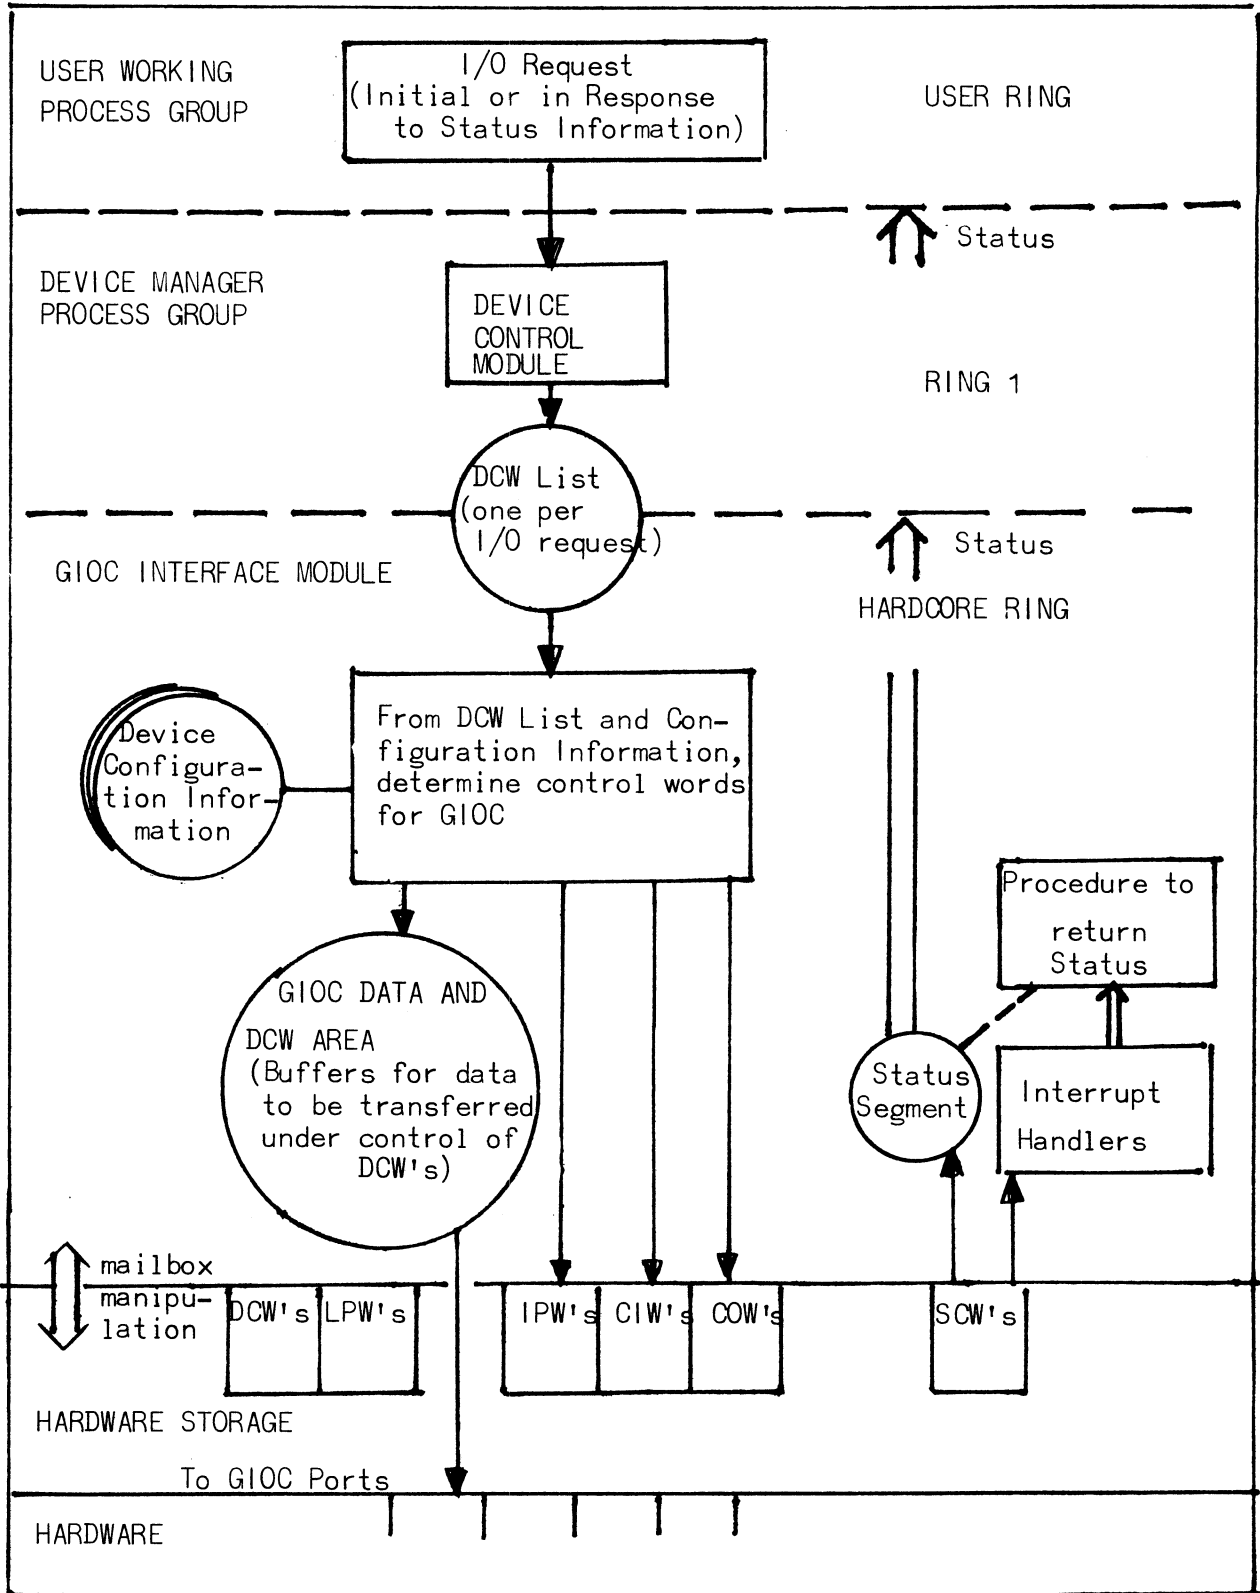 USER WORKING
PROCESS GROUP
I/O Request
(Initial or in Response
to Status Information)
USER RING
Status
DEVICE MANAGER
PROCESS GROUP
DEVICE
CONTROL
MODULE
RING 1
DCW List
(one per
I/O request)
Status
GIOC INTERFACE MODULE
HARDCORE RING
Device
Configura-
tion Infor-
mation
From DCW List and Con-
figuration Information,
determine control words
for GIOC
Procedure to
return
Status
GIOC DATA AND
DCW AREA
(Buffers for data
to be transferred
under control of
DCW's)
Status
Segment
Interrupt
Handlers
mailbox
manipu-
lation
DCW's
LPW's
IPW's
CIW's
COW's
SCW's
HARDWARE STORAGE
To GIOC Ports
HARDWARE